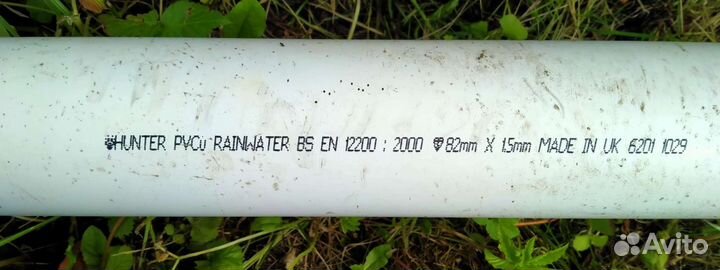 HUNTER PVCu RAINWATER BS EN 12200 : 2000 82mm X 1.5mm MADE IN UK 6201 1029
Avito